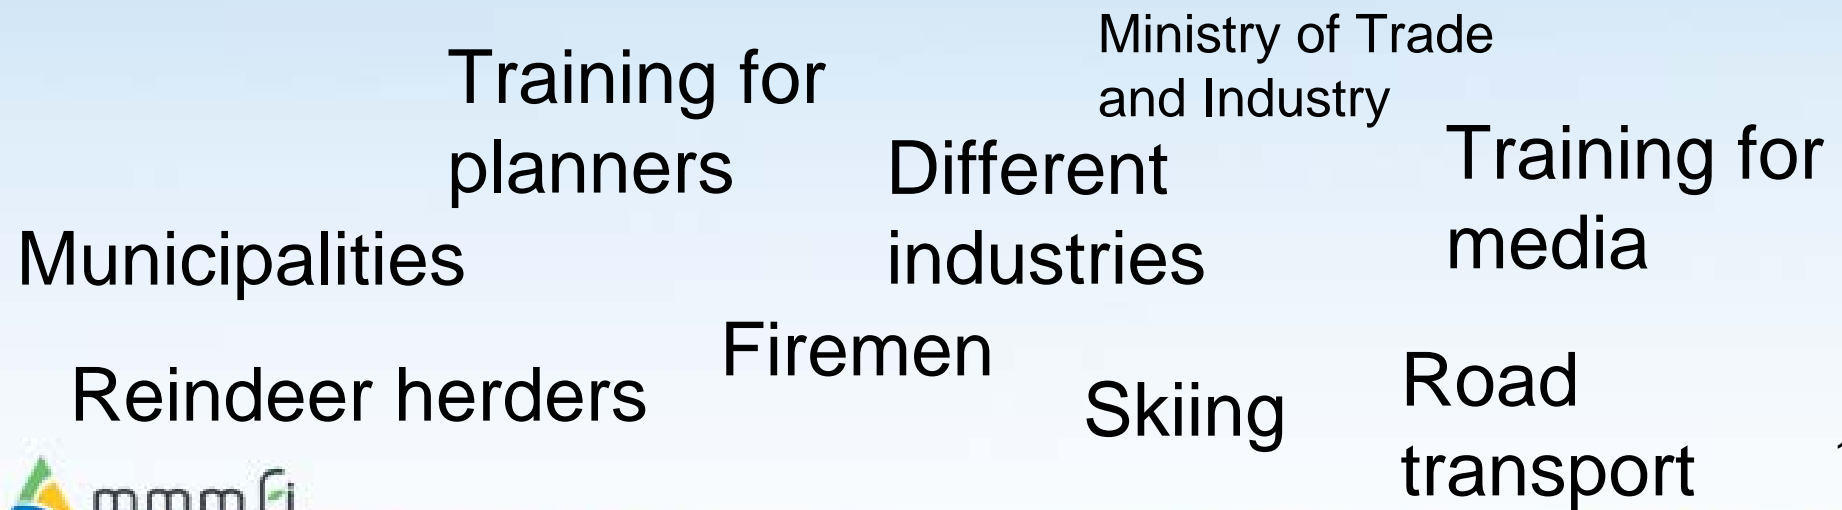 Ministry of Trade
and Industry
Training for
planners
Different
industries
Training for
media
Municipalities
Firemen
Reindeer herders
Skiing
Road
transport
mmm.fi